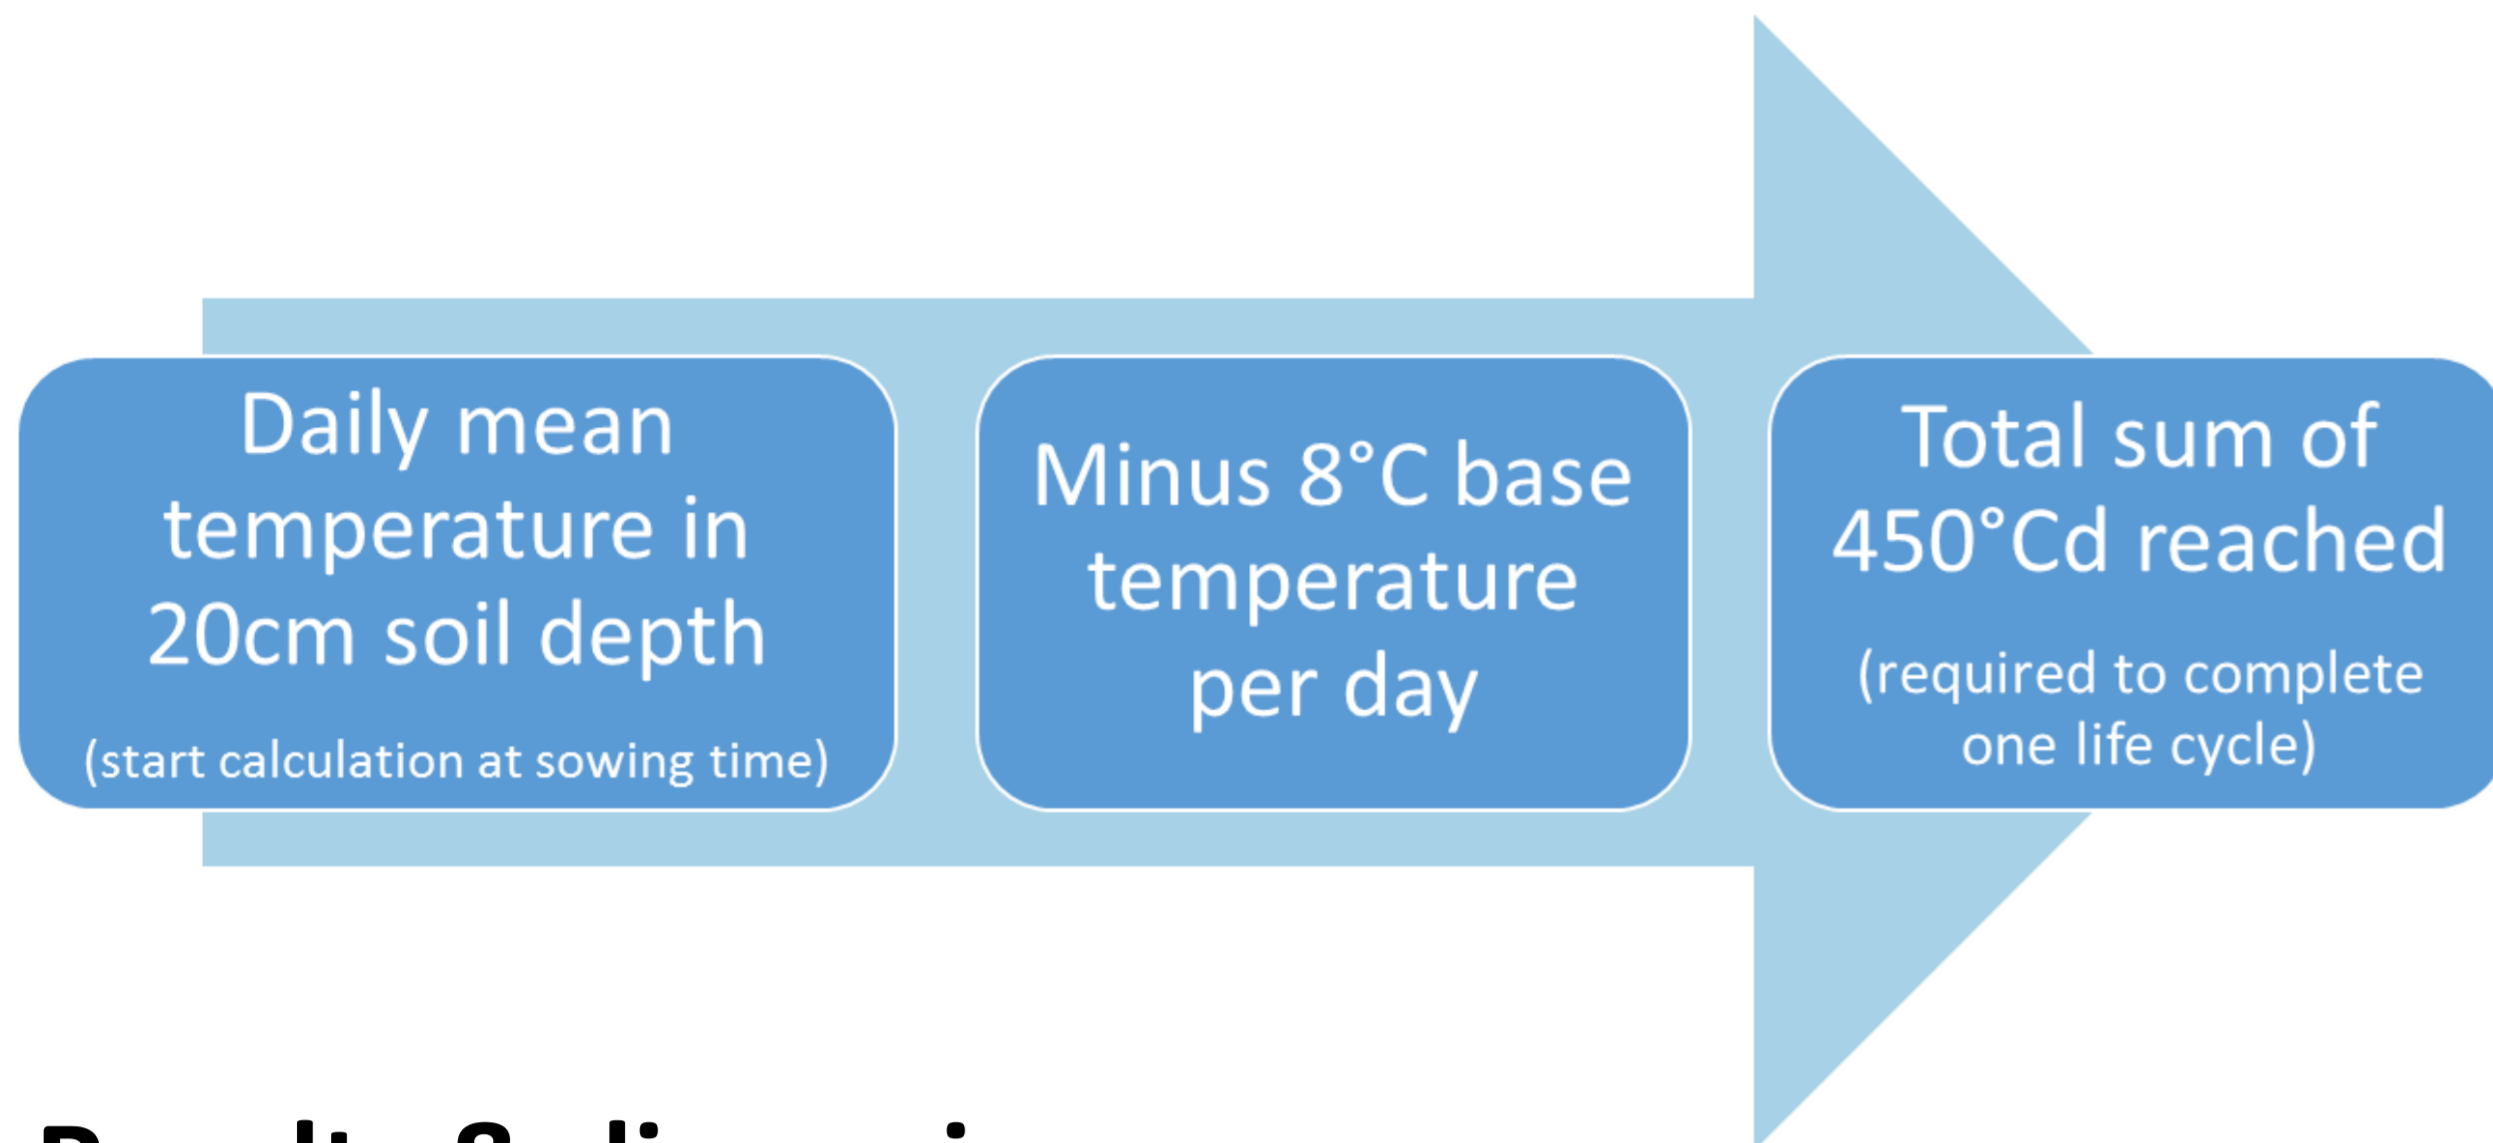 Daily mean
temperature in
20cm soil depth
(start calculation at sowing time)
Minus 8°C base
temperature
per day
Total sum of
450°Cd reached
(required to complete
one life cycle)